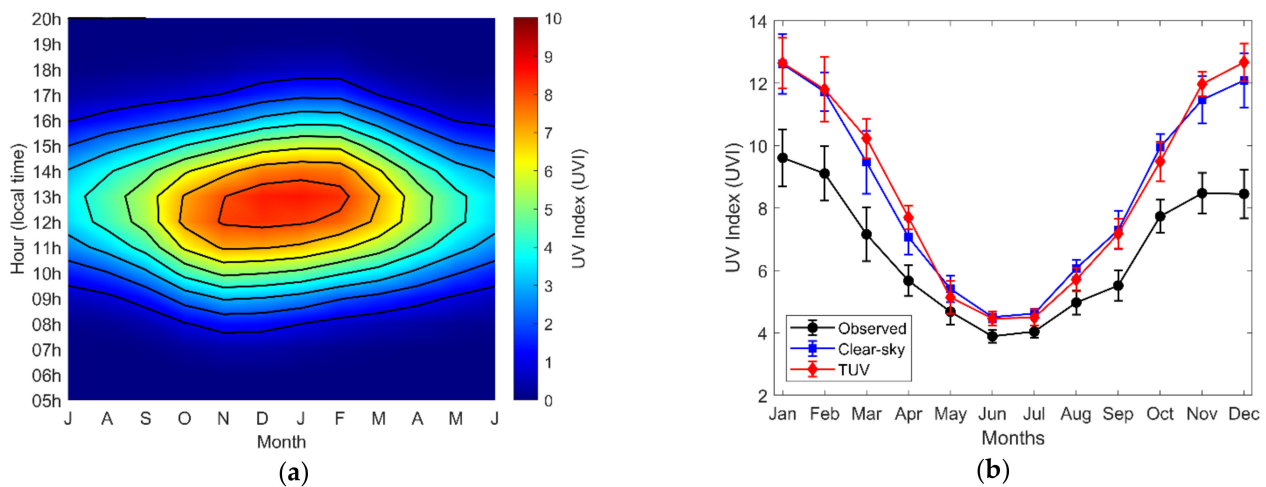 20h
19h
18h
17h
16h
15h
14h
13h
12h
11h
10h
09h
08h
07h
06h
05h
Hour (local time)
J A S O N D J F M A M J
Month
10
9
8
7
6
5
4
3
2
1
0
UV Index (UVI)
(a)
14
12
10
8
6
4
2
UV Index (UVI)
Observed
Clear-sky
TUV
Jan Feb Mar Apr May Jun Jul Aug Sep Oct Nov Dec
Months
(b)